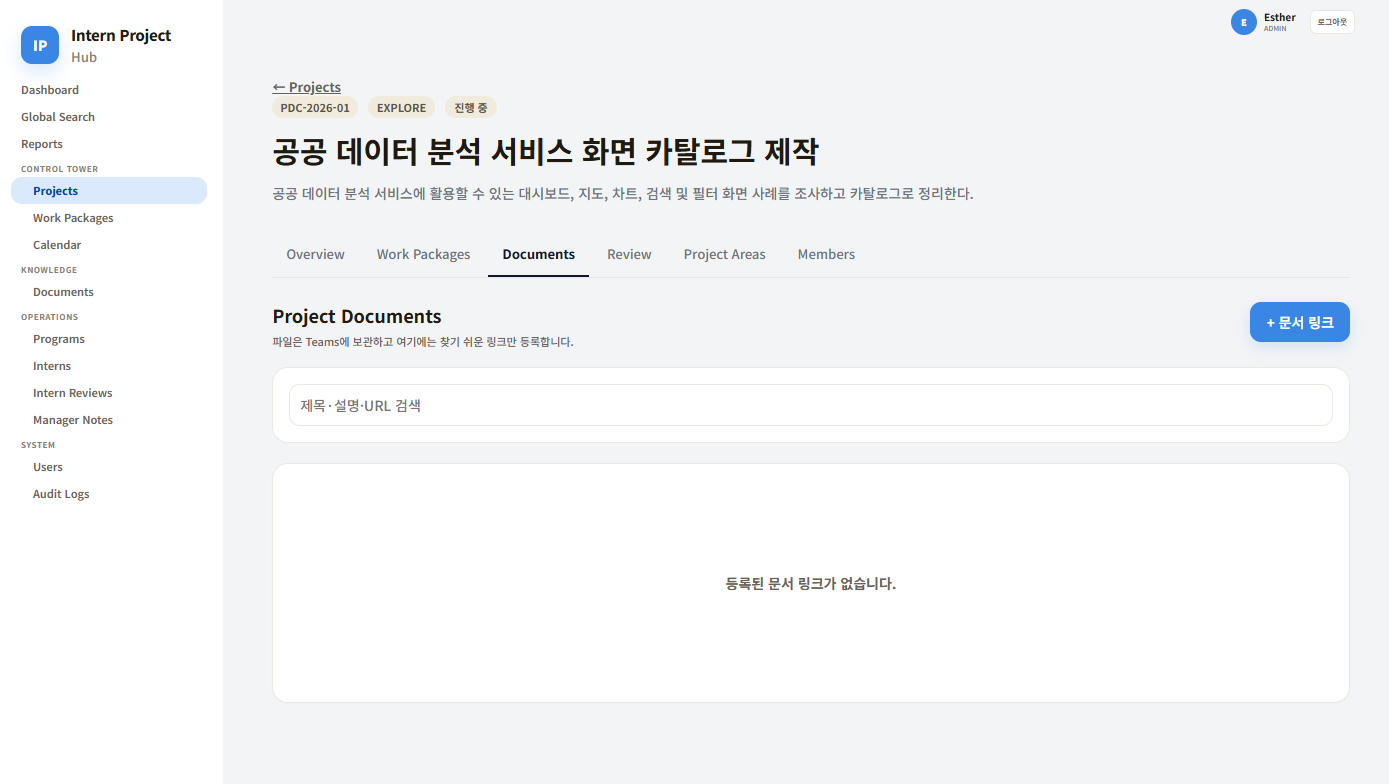 IP
Intern Project
Hub
Dashboard
Global Search
Reports
CONTROL TOWER
Projects
Work Packages
Calendar
KNOWLEDGE
Documents
OPERATIONS
Programs
Interns
Intern Reviews
Manager Notes
SYSTEM
Users
Audit Logs
E
Esther
ADMIN
로그아웃
← Projects
PDC-2026-01 EXPLORE 진행 중
공공 데이터 분석 서비스 화면 카탈로그 제작
공공 데이터 분석 서비스에 활용할 수 있는 대시보드, 지도, 차트, 검색 및 필터 화면 사례를 조사하고 카탈로그로 정리한다.
Overview Work Packages Documents Review Project Areas Members
Project Documents
파일은 Teams에 보관하고 여기에는 찾기 쉬운 링크만 등록합니다.
+ 문서 링크
제목·설명·URL 검색
등록된 문서 링크가 없습니다.